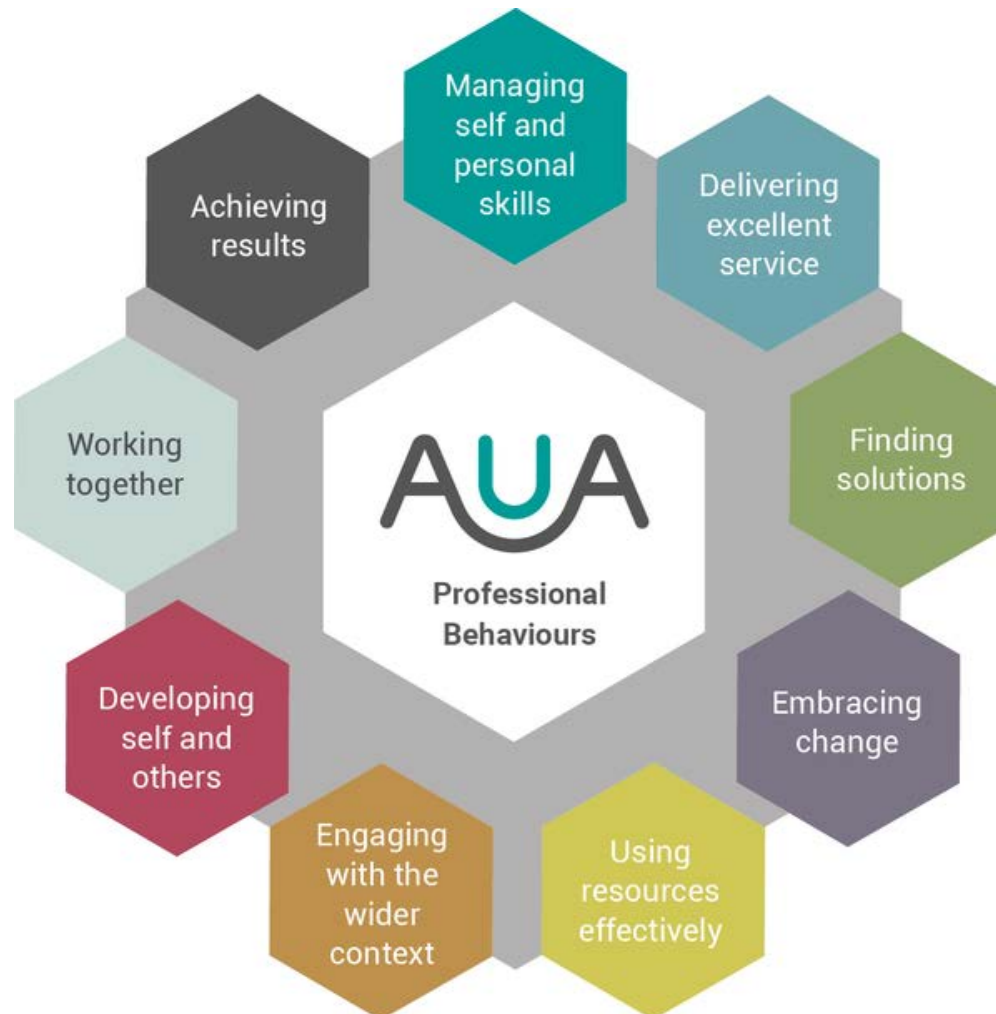 Managing
self and
personal
skills
Delivering
excellent
service
Finding
solutions
Embracing
change
Using
resources
effectively
Engaging
with the
wider
context
Developing
self and
others
Working
together
Achieving
results
AUA
Professional
Behaviours